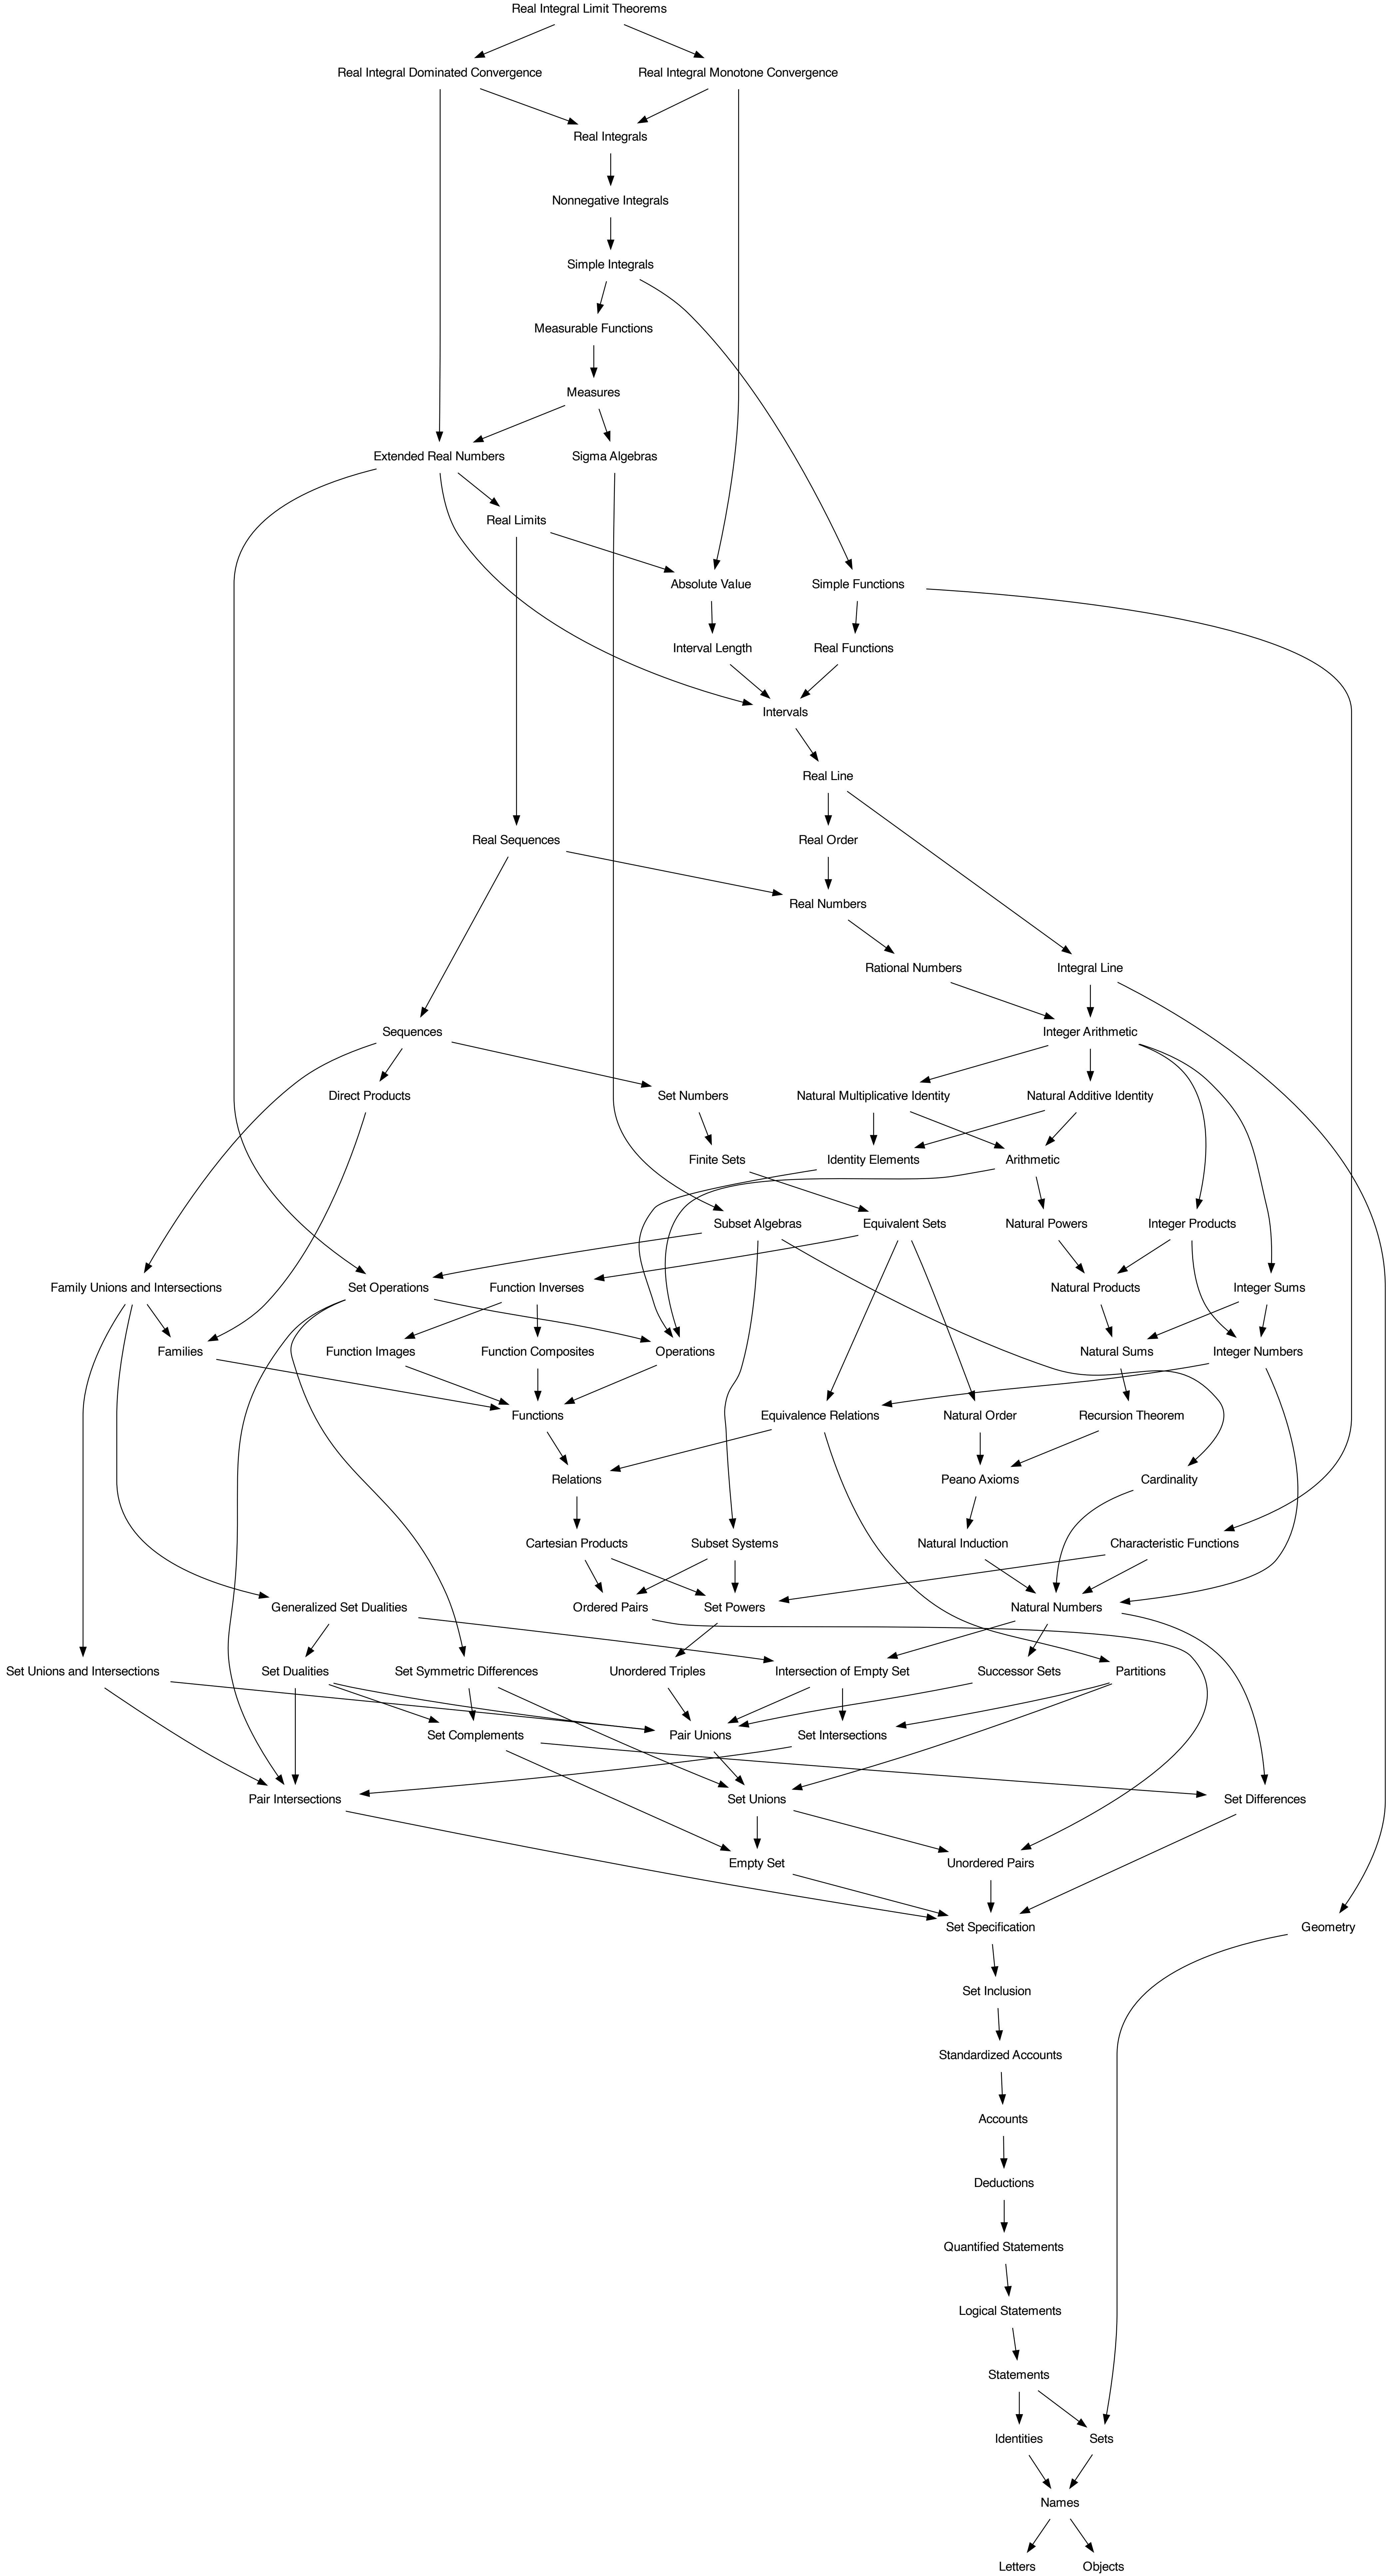 Real Integral Limit Theorems
Real Integral Dominated Convergence
Real Integral Monotone Convergence
Real Integrals
Nonnegative Integrals
Simple Integrals
Measurable Functions
Measures
Extended Real Numbers
Sigma Algebras
Real Limits
Absolute Value
Simple Functions
Interval Length
Real Functions
Intervals
Real Line
Real Sequences
Real Order
Real Numbers
Rational Numbers
Integral Line
Sequences
Integer Arithmetic
Direct Products
Set Numbers
Natural Multiplicative Identity
Natural Additive Identity
Finite Sets
Identity Elements
Arithmetic
Subset Algebras
Equivalent Sets
Natural Powers
Integer Products
Family Unions and Intersections
Set Operations
Function Inverses
Natural Products
Integer Sums
Families
Function Images
Function Composites
Operations
Natural Sums
Integer Numbers
Functions
Equivalence Relations
Natural Order
Recursion Theorem
Relations
Peano Axioms
Cardinality
Cartesian Products
Subset Systems
Natural Induction
Characteristic Functions
Generalized Set Dualities
Ordered Pairs
Set Powers
Natural Numbers
Set Unions and Intersections
Set Dualities
Set Symmetric Differences
Unordered Triples
Intersection of Empty Set
Successor Sets
Partitions
Set Complements
Pair Unions
Set Intersections
Pair Intersections
Set Unions
Set Differences
Empty Set
Unordered Pairs
Set Specification
Geometry
Set Inclusion
Standardized Accounts
Accounts
Deductions
Quantified Statements
Logical Statements
Statements
Identities
Sets
Names
Letters
Objects